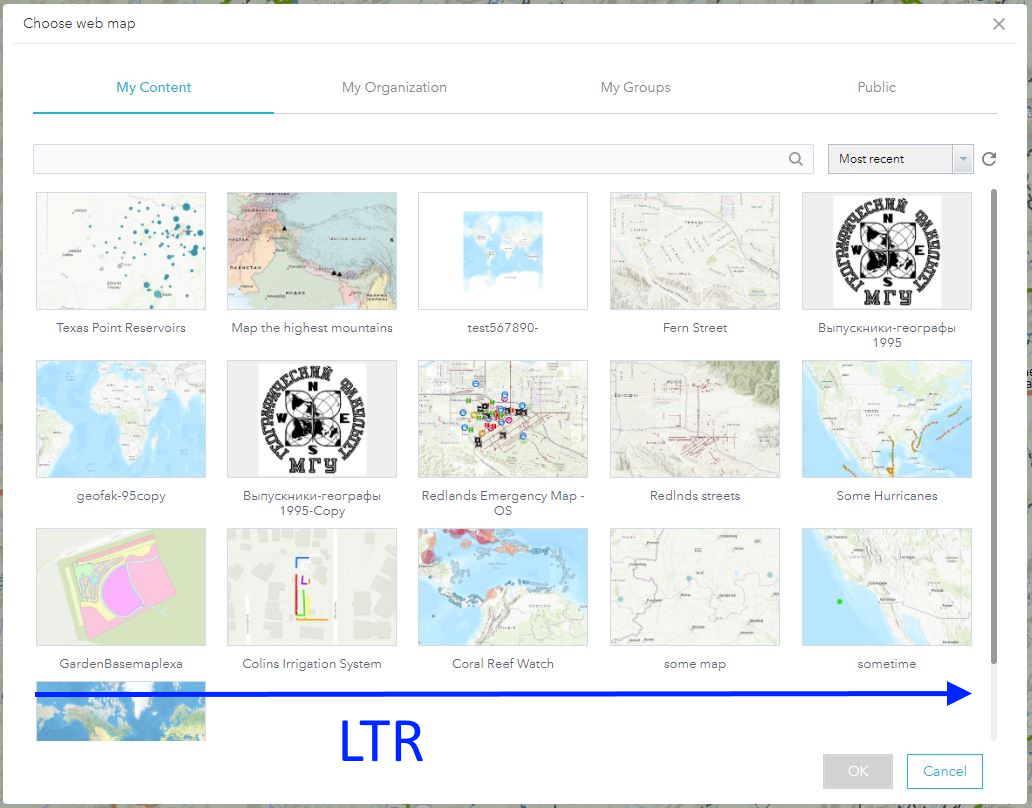 Choose web map
My Content
My Organization
My Groups
Public
Most recent
Texas Point Reservoirs
Map the highest mountains
test567890-
Fern Street
Выпускники-географы
1995
ГЕОГРАФИЧЕСКИЙ ФАКУЛЬТЕТ
N
W E
S
МГУ
geofak-95copy
Выпускники-географы
1995-Copy
ГЕОГРАФИЧЕСКИЙ ФАКУЛЬТЕТ
N
W E
S
МГУ
Redlands Emergency Map -
OS
Redlnds streets
Some Hurricanes
GardenBasemaplexa
Colins Irrigation System
Coral Reef Watch
some map
sometime
LTR
OK
Cancel